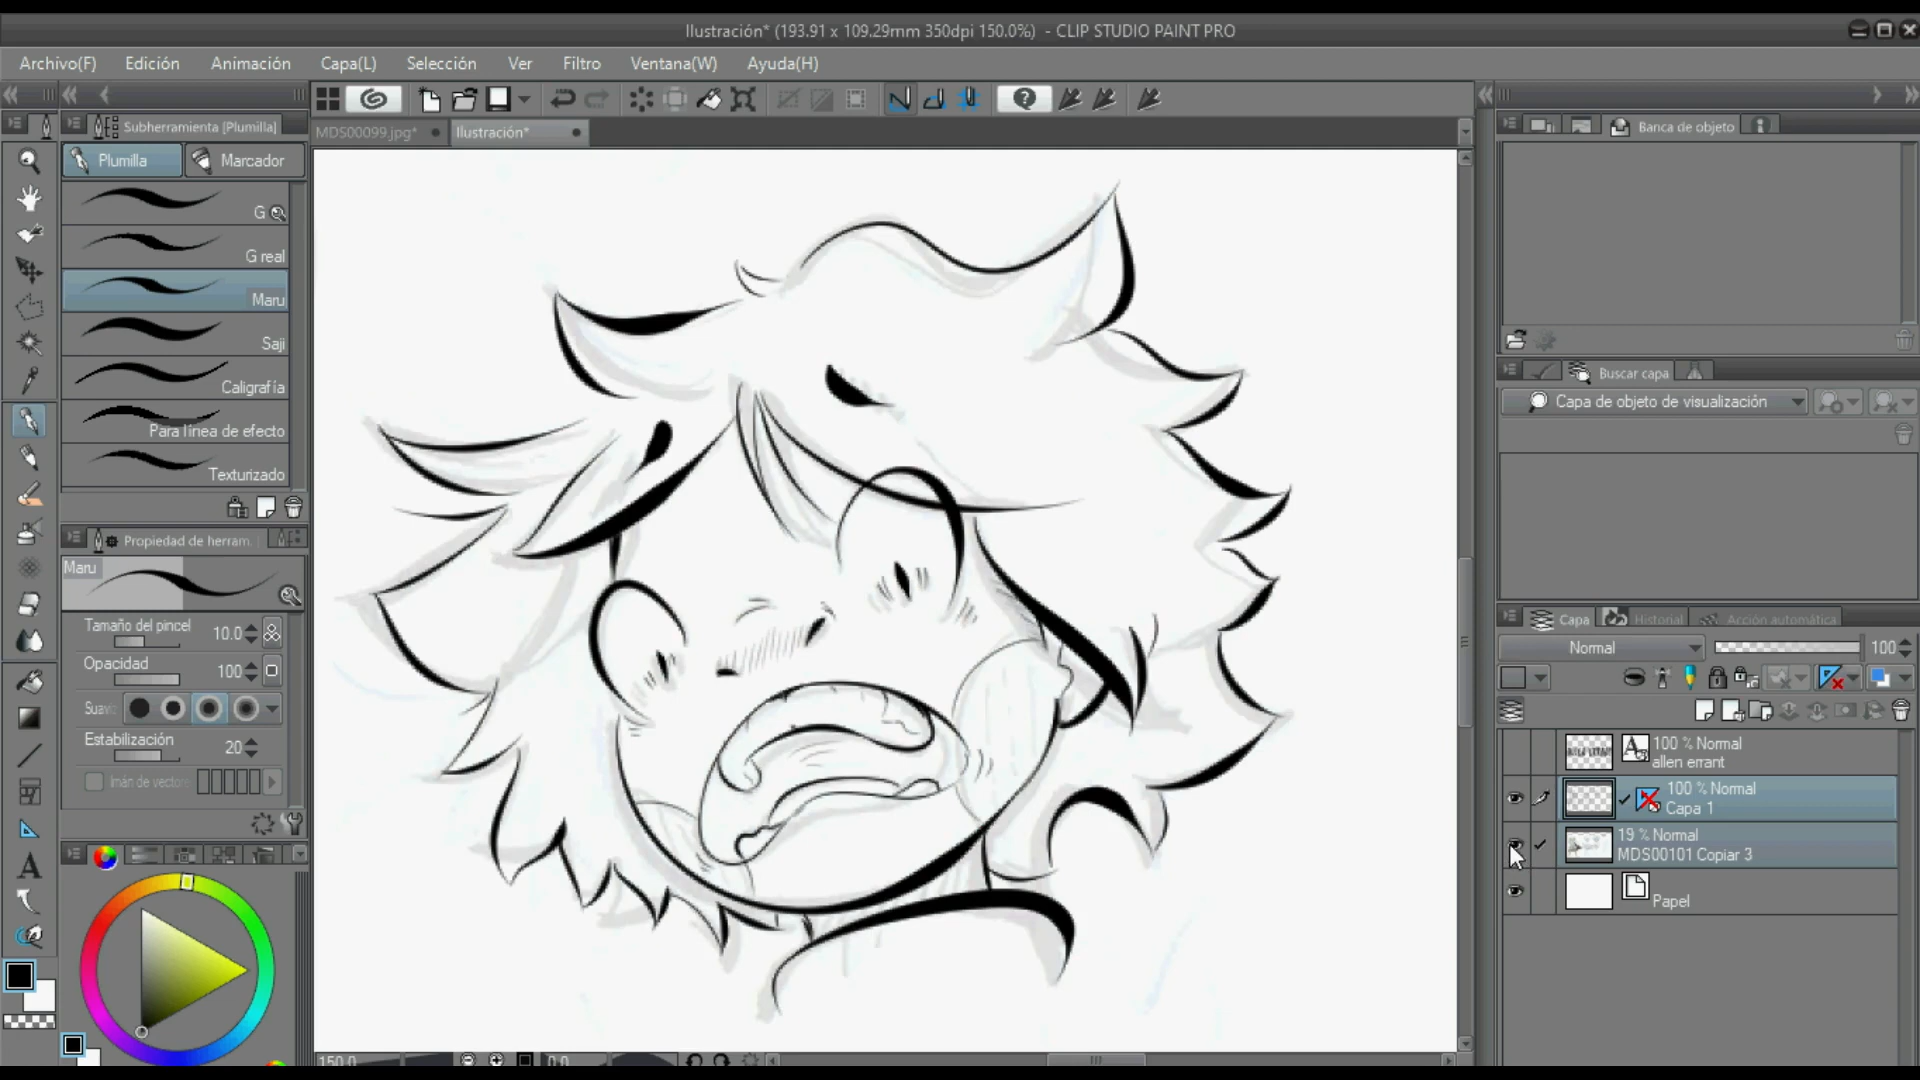 Ilustración* (193.91 x 109.29mm 350dpi 150.0%) - CLIP STUDIO PAINT PRO
Archivo(F) Edición Animación Capa(L) Selección Ver Filtro Ventana(W) Ayuda(H)
Subherramienta [Plumilla]
MDS00099.jpg* Ilustración*
Banca de objeto
Plumilla Marcador
G
G real
Maru
Saji
Caligrafía
Para línea de efecto
Texturizado
Propiedad de herram.
Maru
Tamaño del pincel 10.0
Opacidad 100
Suavi
Estabilización 20
Imán de vectore
Buscar capa
Capa de objeto de visualización
Capa Historial Acción automática
Normal 100
100 % Normal
allen errant
100 % Normal
Capa 1
19 % Normal
MDS00101 Copiar 3
Papel
150.0 0.0